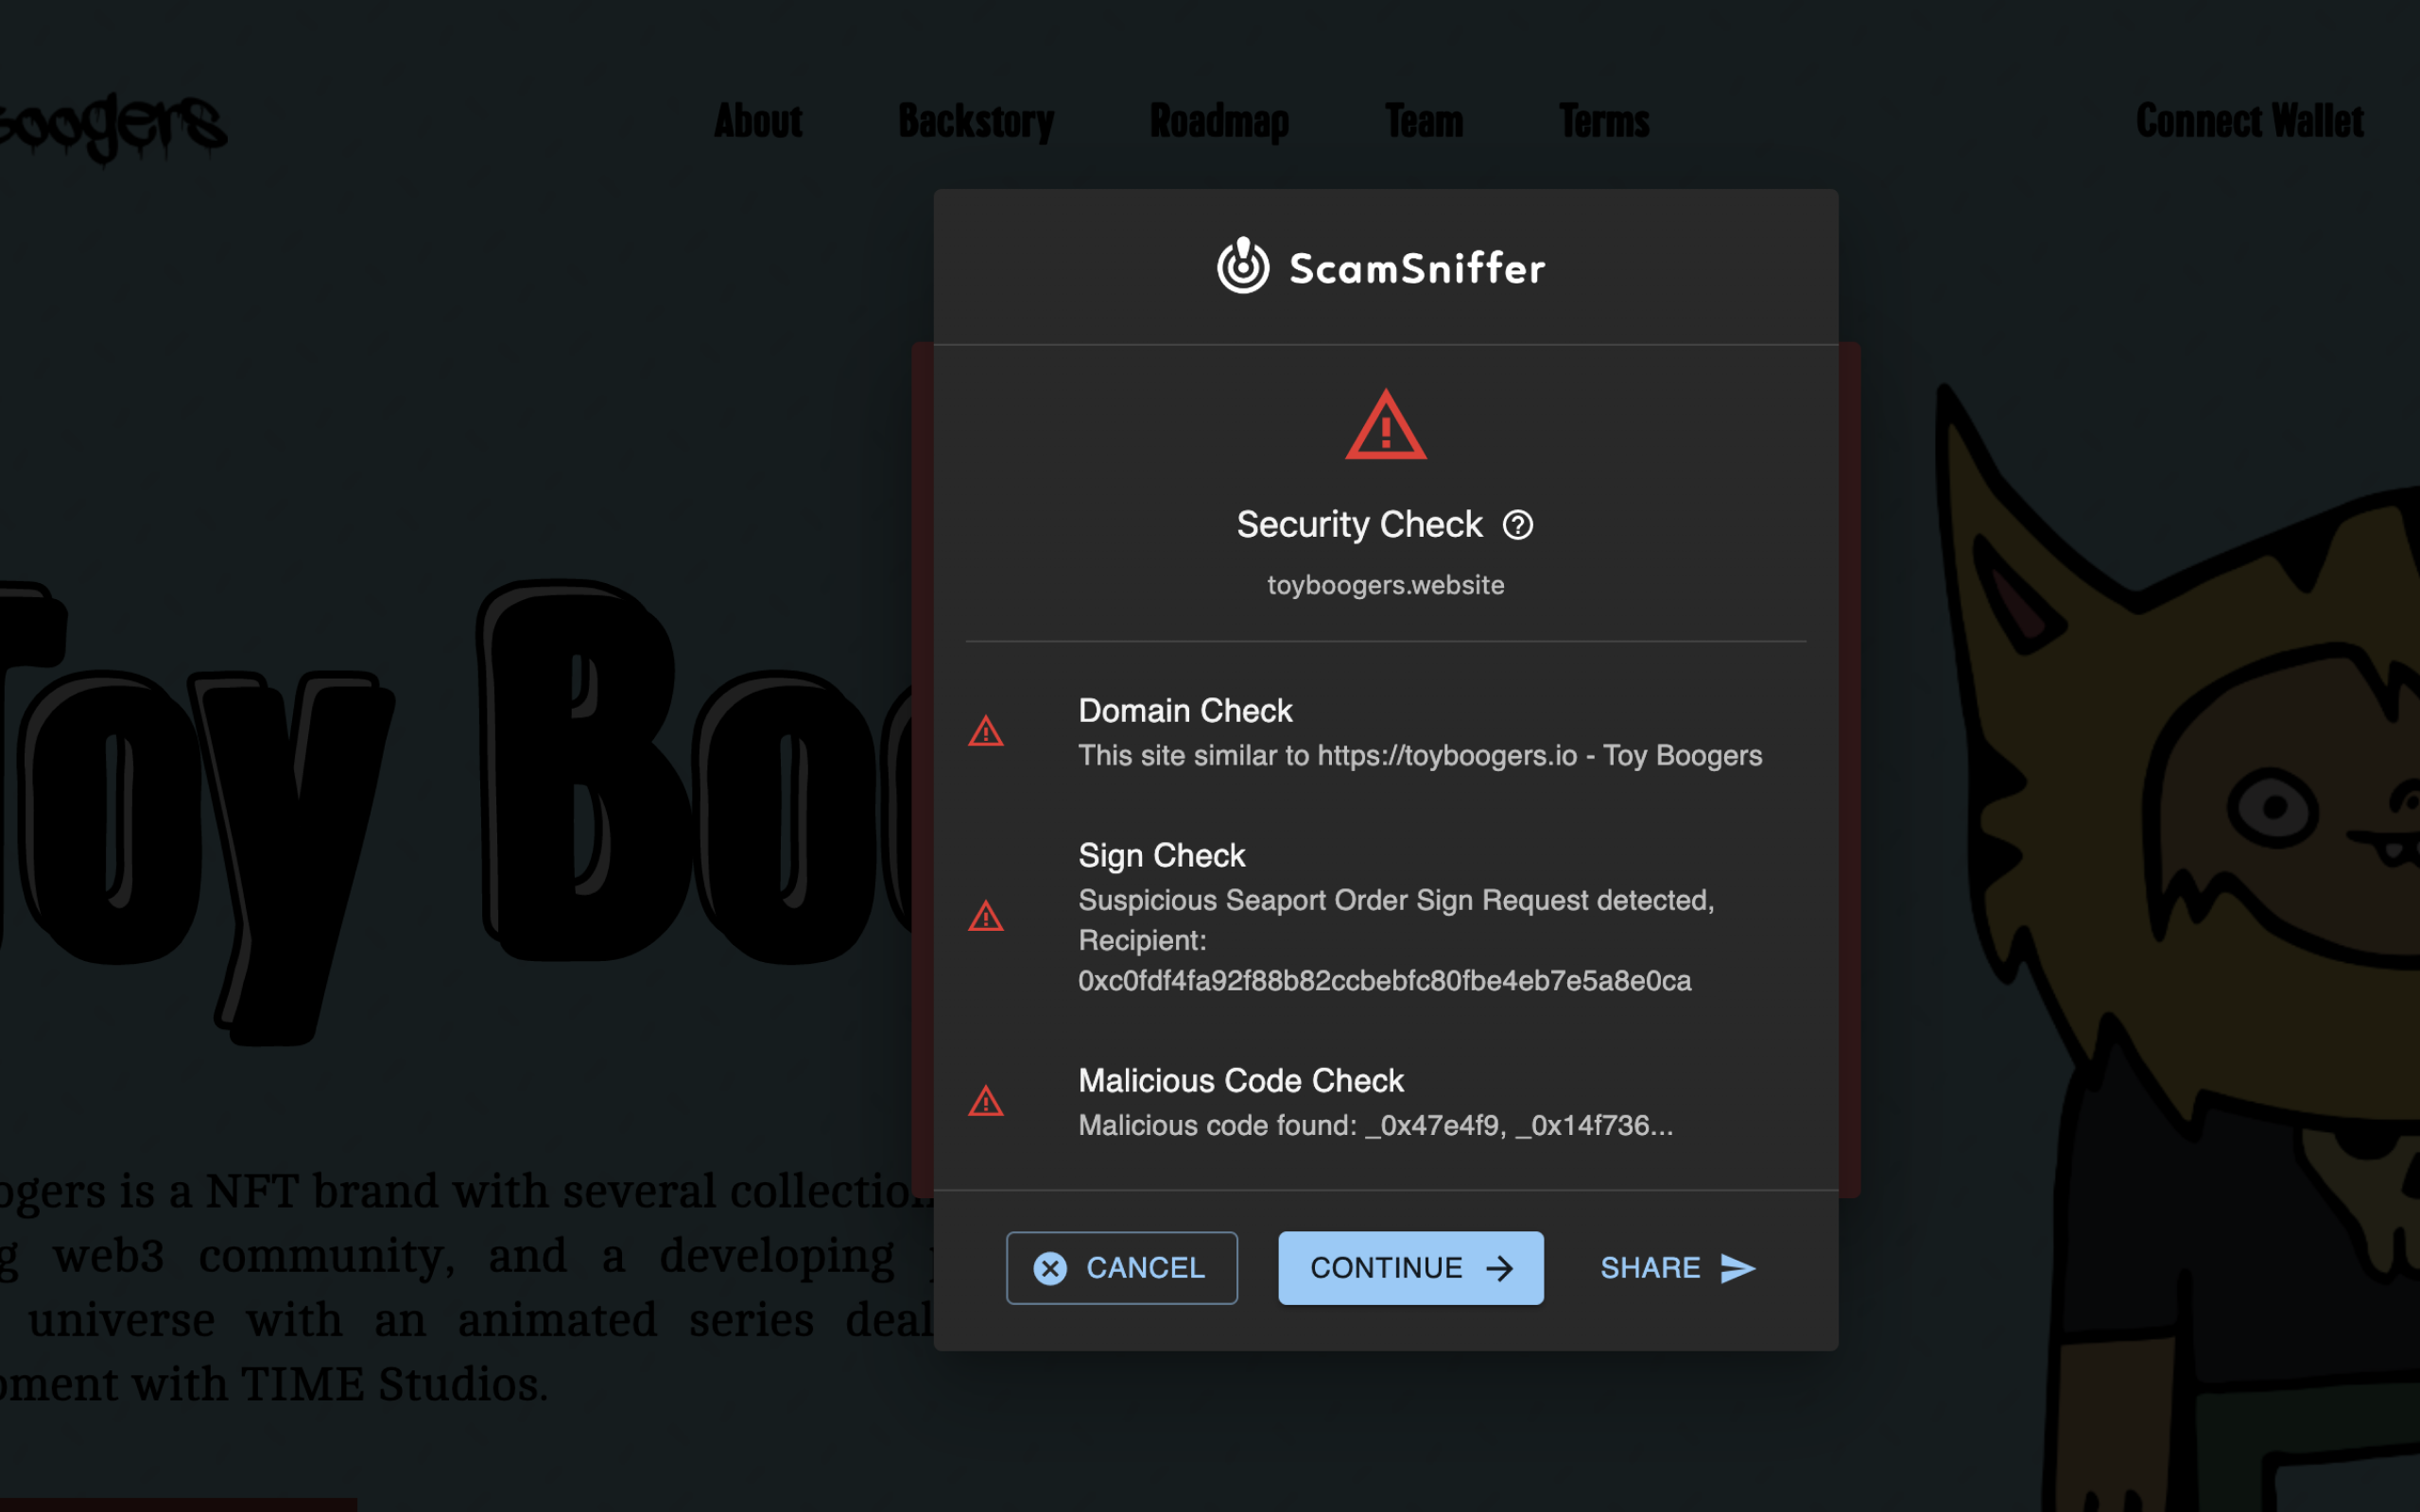 About Backstory Roadmap Team Terms Connect Wallet
ScamSniffer
Security Check
toyboogers.website
Domain Check
This site similar to https://toyboogers.io - Toy Boogers
Sign Check
Suspicious Seaport Order Sign Request detected,
Recipient:
0xc0fdf4fa92f88b82ccbebfc80fbe4eb7e5a8e0ca
Malicious Code Check
Malicious code found: _0x47e4f9, _0x14f736...
CANCEL CONTINUE SHARE
Toy Boo
ogers is a NFT brand with several collection
g web3 community, and a developing
universe with an animated series deal
pment with TIME Studios.